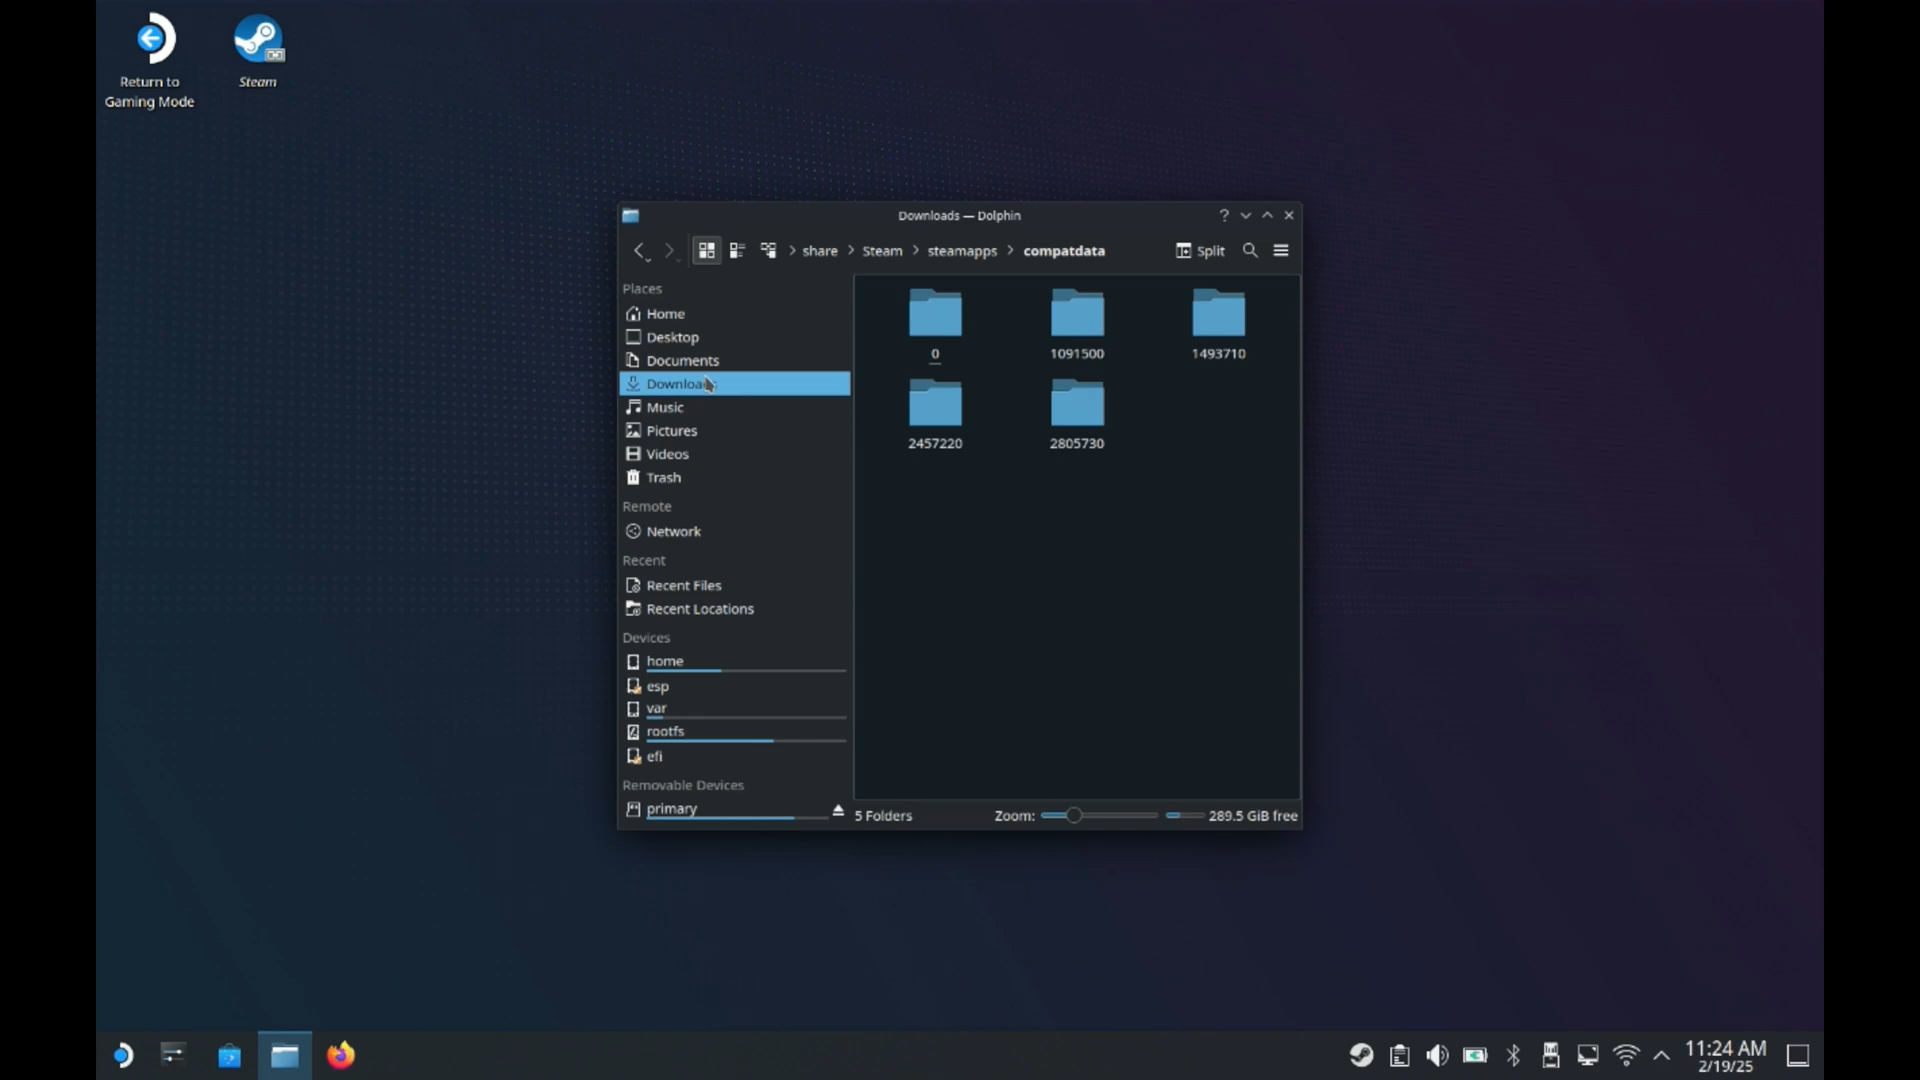 Return to
Gaming Mode
Steam
Downloads — Dolphin
share
Steam
steamapps
compatdata
Split
Places
Home
Desktop
Documents
Music
Pictures
Videos
Trash
Remote
Network
Recent
Recent Files
Recent Locations
Devices
home
esp
var
rootfs
efi
Removable Devices
primary
0
1091500
1493710
2457220
2805730
5 Folders
Zoom:
289.5 GiB free
11:24 AM
2/19/25